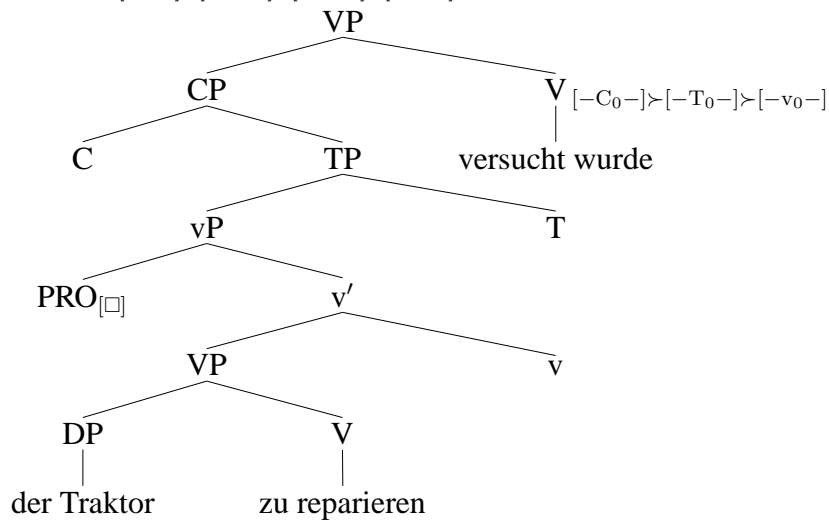 VP
CP V[−C₀−]≻[−T₀−]≻[−v₀−]
C TP versucht wurde
vP T
PRO[□] v′
VP v
DP V
der Traktor zu reparieren